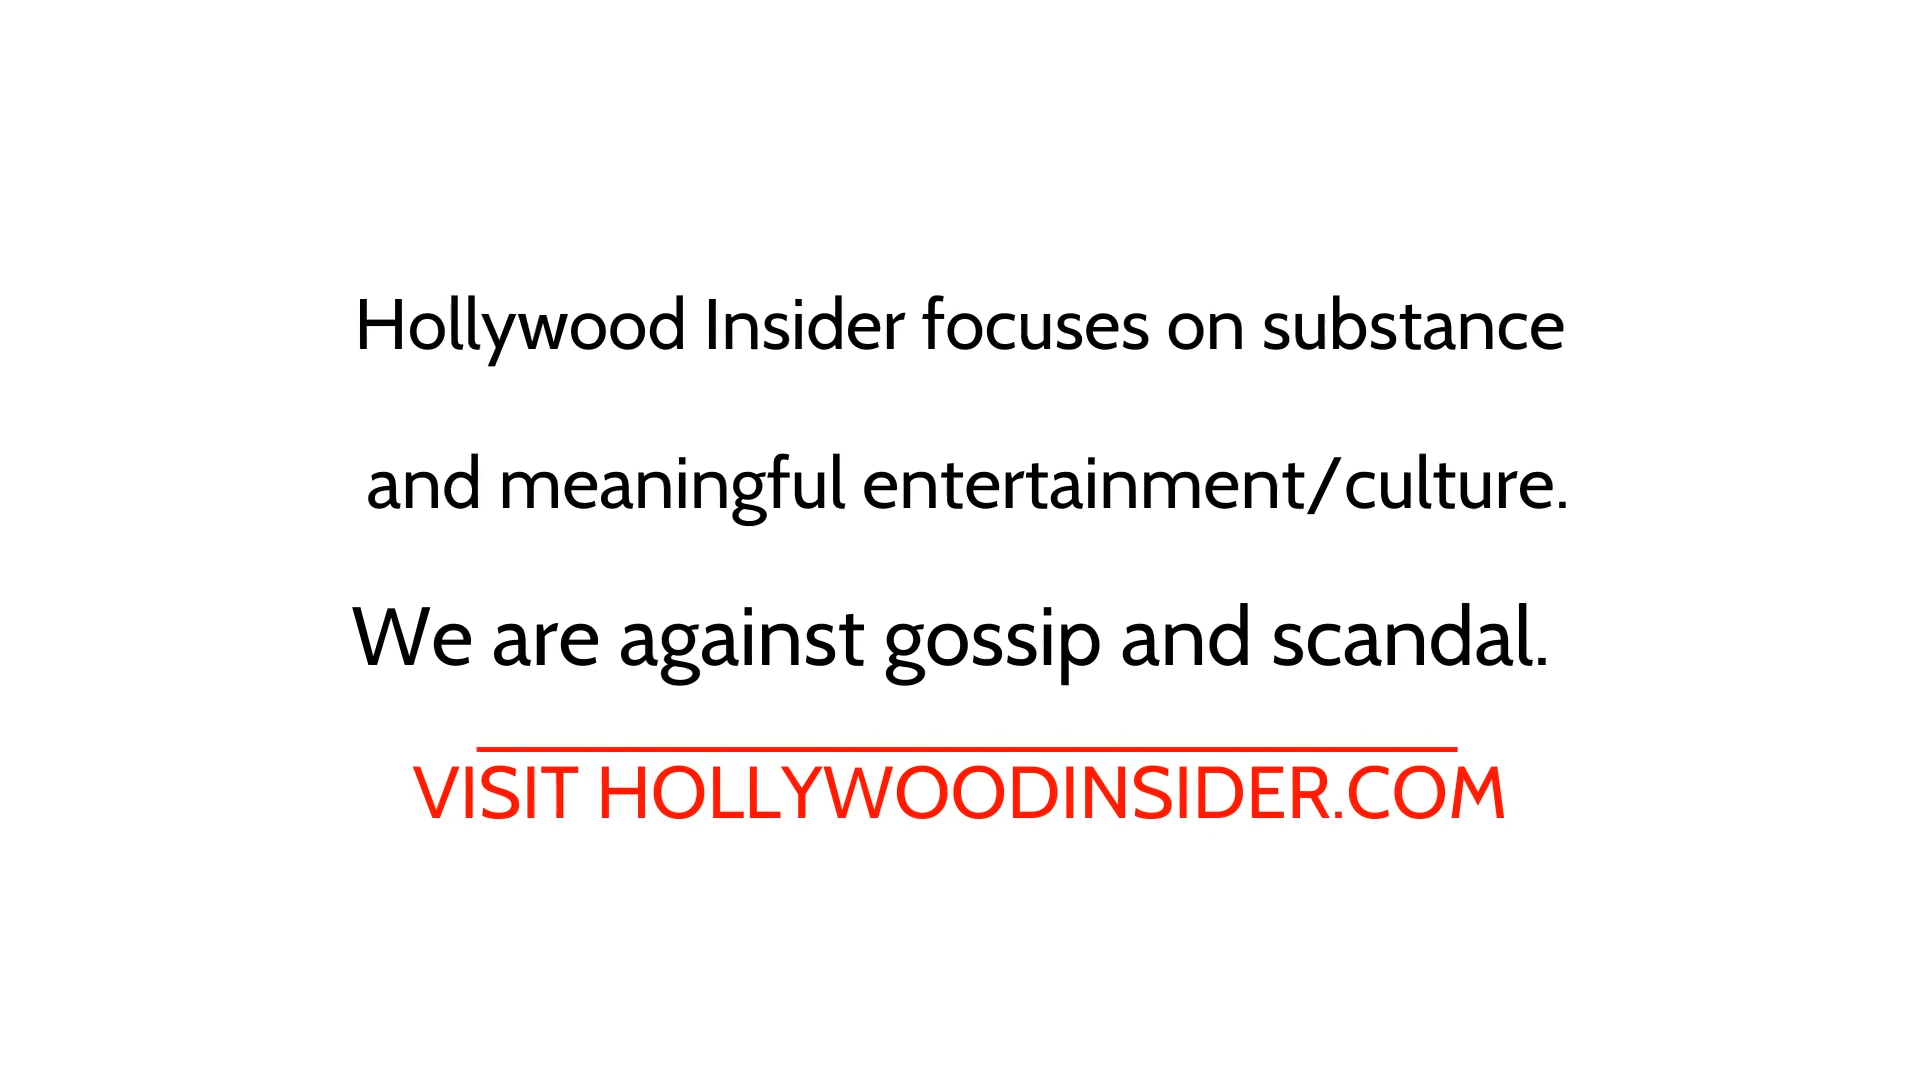 Hollywood Insider focuses on substance
and meaningful entertainment/culture.
We are against gossip and scandal.
VISIT HOLLYWOODINSIDER.COM